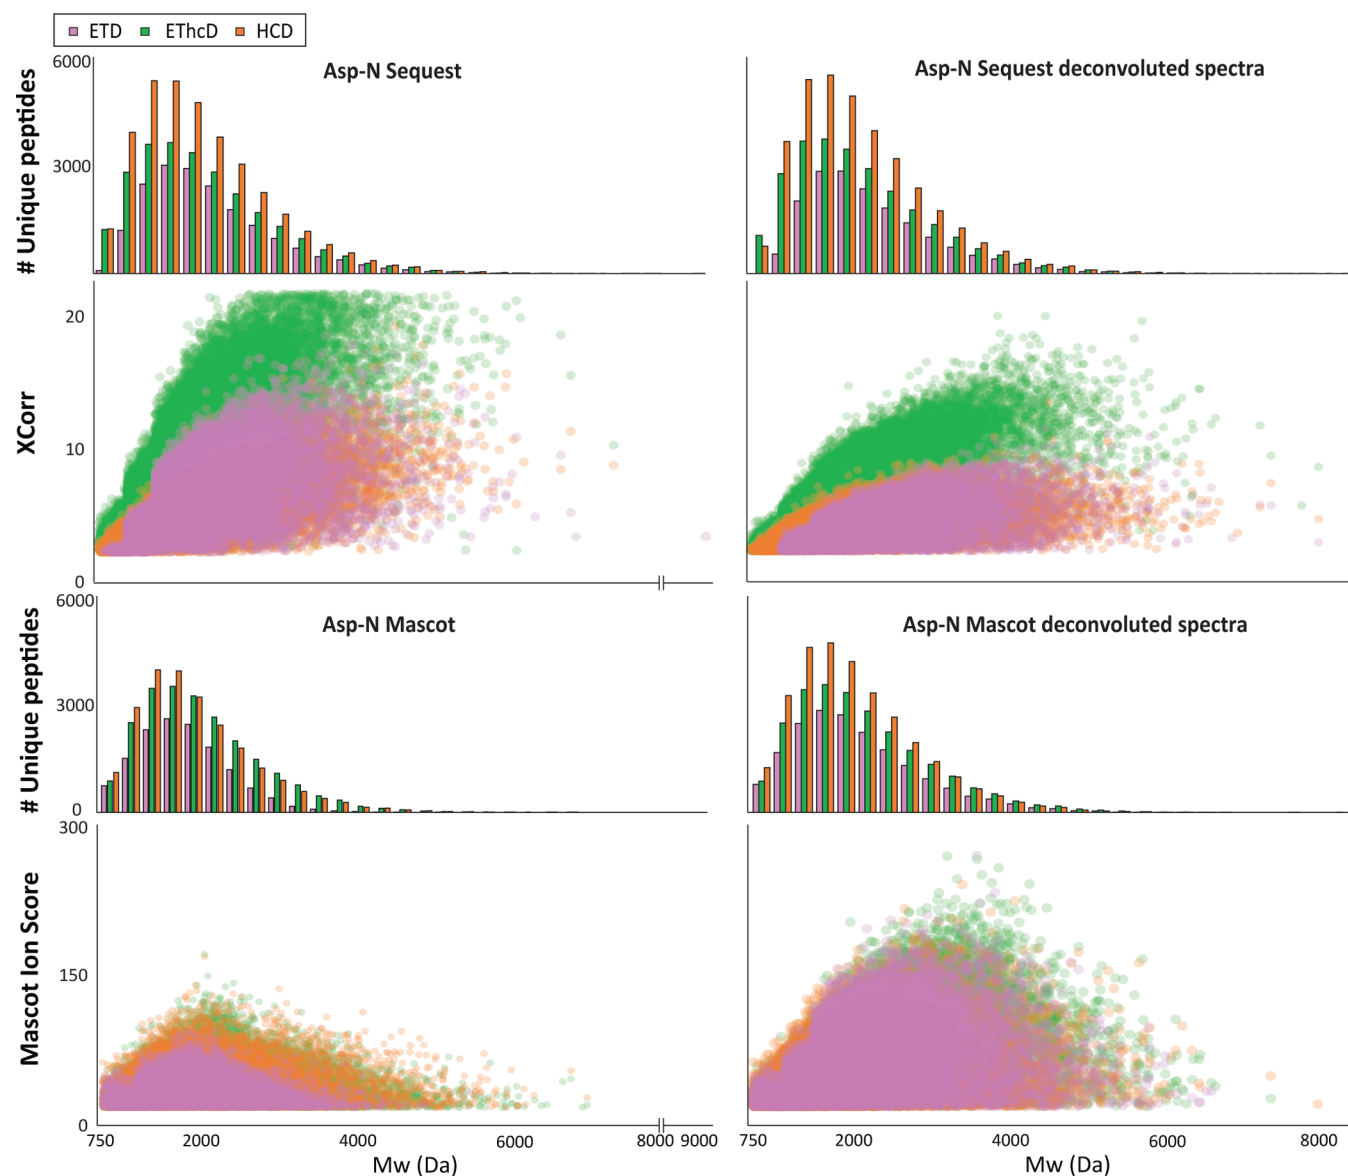 ETD EThcD HCD
6000
Asp-N Sequest
Asp-N Sequest deconvoluted spectra
# Unique peptides
3000
20
XCorr
10
0
6000
Asp-N Mascot
Asp-N Mascot deconvoluted spectra
# Unique peptides
3000
0
300
Mascot Ion Score
150
0
750 2000 4000 6000 8000 9000
750 2000 4000 6000 8000
Mw (Da)
Mw (Da)